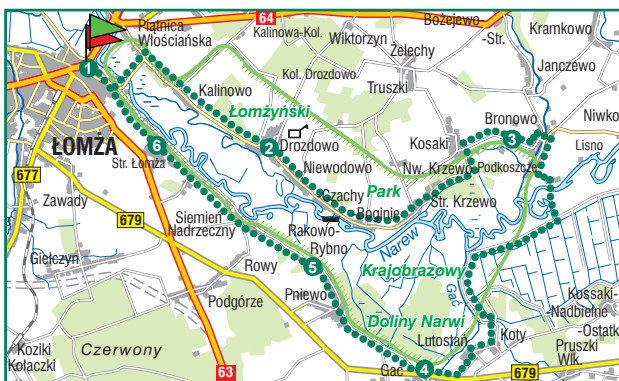 Piątnica
Włościańska
64
Kalinowa-Kol.
Wiktorzyn
Bożejewo
-Str.
Kramkowo
Żelechy
Janczewo
Kol. Drozdowo
Truszki
Kalinowo
1
Łomżyński
Bronowo
Niwko
ŁOMŻA
6
2
Drozdowo
Kosaki
3
Lisno
Str. Łomża
Niewodowo
Nw. Krzewo
Podkoszcze
677
Zawady
Czachy
Park
Str. Krzewo
679
Siemień
Nadrzeczny
Boginie
Rakowo-
Narew
Giełczyn
Rybno
Rowy
5
Krajobrazowy
Gać
Podgórze
Pniewo
Kossaki
-Nadbielne
Doliny Narwi
-Ostatk
Lutostań
Koty
Pruszki
Wlk.
Koziki
Kołaczki
Czerwony
63
Gać
4
679